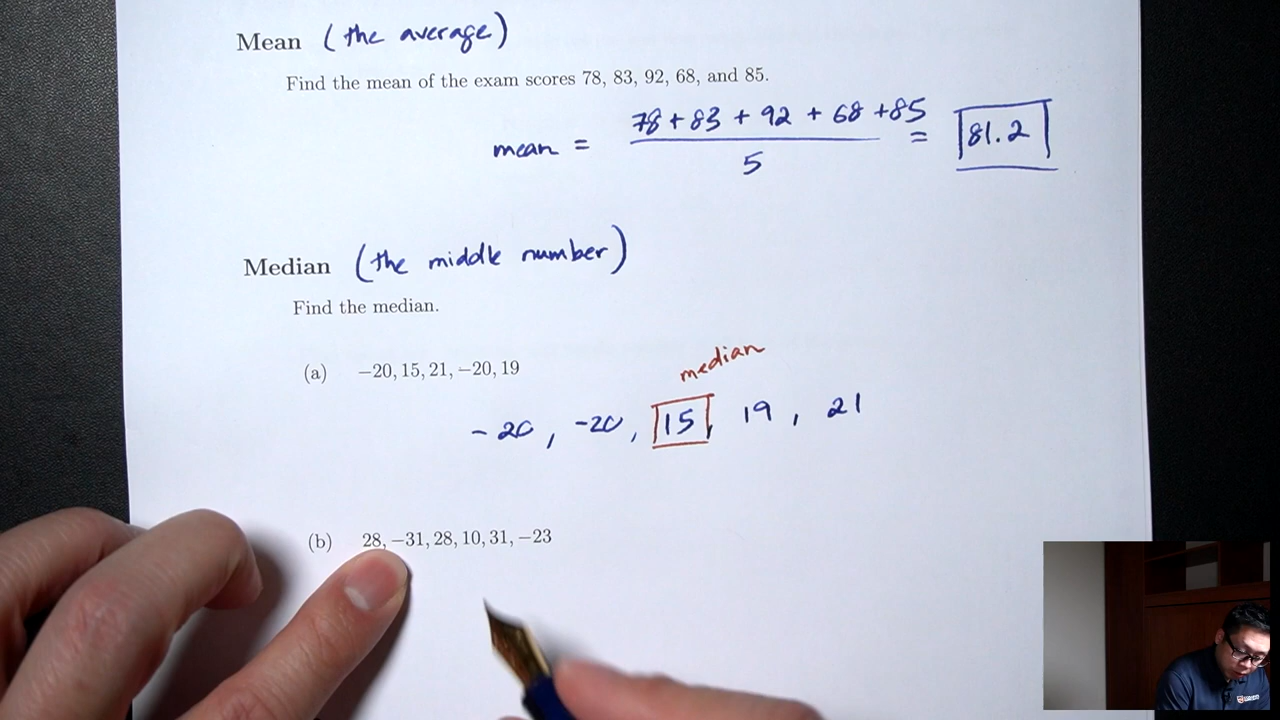 Mean (the average)
Find the mean of the exam scores 78, 83, 92, 68, and 85.
78 + 83 + 92 + 68 + 85
mean = = 81.2
5
Median (the middle number)
Find the median.
median
(a) −20, 15, 21, −20, 19
-20, -20, 15, 19, 21
(b) 28, −31, 28, 10, 31, −23